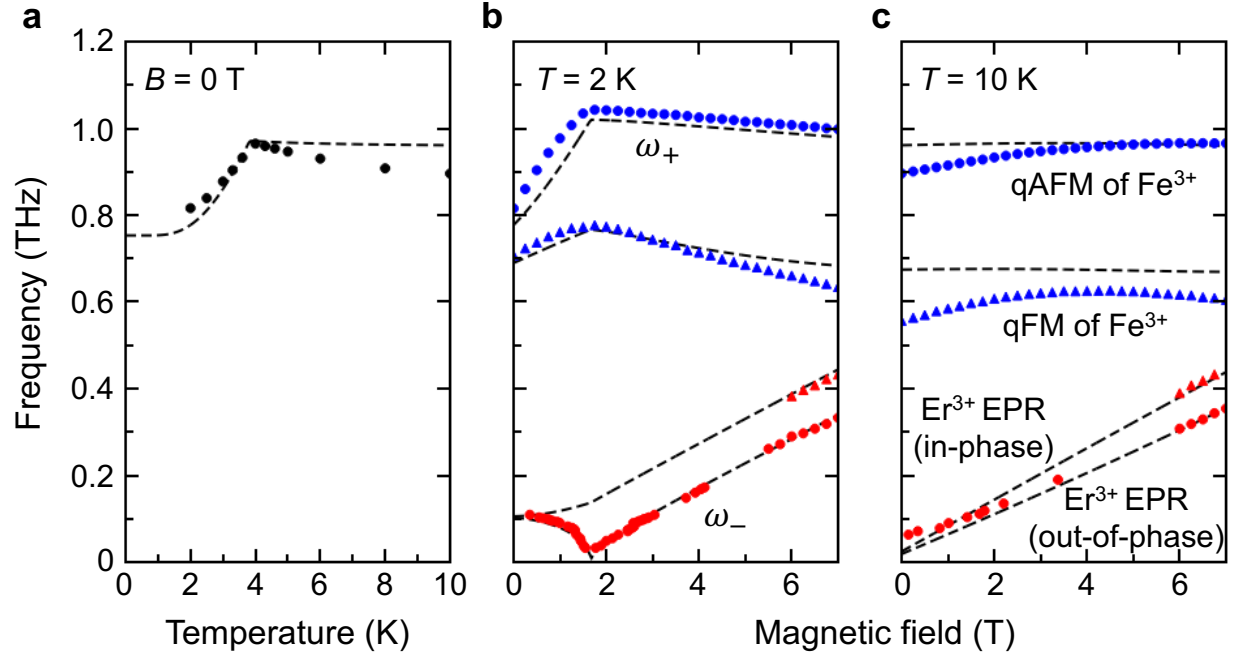 a
b
c
B = 0 T
T = 2 K
T = 10 K
Frequency (THz)
1.2
1.0
0.8
0.6
0.4
0.2
0
ω+
ω−
qAFM of Fe³⁺
qFM of Fe³⁺
Er³⁺ EPR
(in-phase)
Er³⁺ EPR
(out-of-phase)
0 2 4 6 8 10
0 2 4 6
0 2 4 6
Temperature (K)
Magnetic field (T)